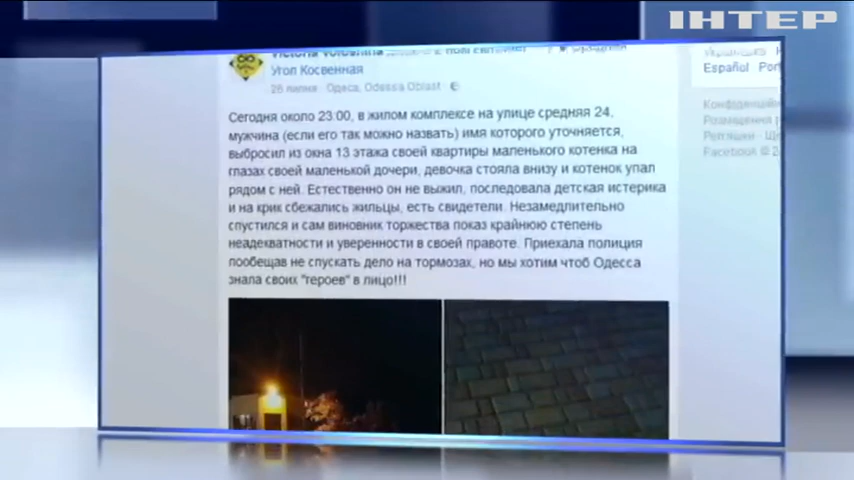 ІНТЕР
Угол Косвенная
26 липня · Одеса, Odessa Oblast
Español
Сегодня около 23:00, в жилом комплексе на улице средняя 24,
мужчина (если его так можно назвать) имя которого уточняется,
выбросил из окна 13 этажа своей квартиры маленького котенка на
глазах своей маленькой дочери, девочка стояла внизу и котенок упал
рядом с ней. Естественно он не выжил, последовала детская истерика
и на крик сбежались жильцы, есть свидетели. Незамедлительно
спустился и сам виновник торжества показ крайнюю степень
неадекватности и уверенности в своей правоте. Приехала полиция
пообещав не спускать дело на тормозах, но мы хотим чтоб Одесса
знала своих "героев" в лицо!!!
Facebook ©